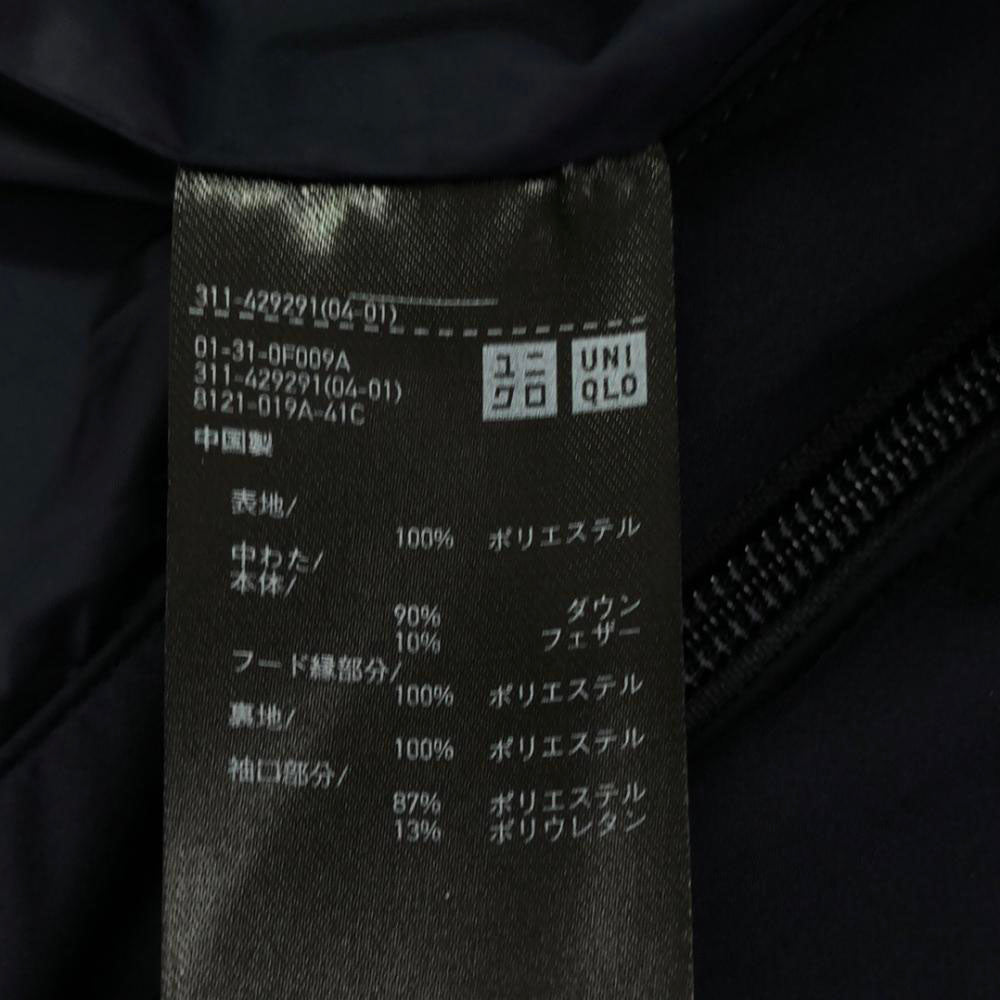 311-429291(04-01)
01-31-0F009A
311-429291(04-01)
8121-019A-41C
中国製
ユニ
クロ
UNI
QLO
表地/
100% ポリエステル
中わた/
本体/
90% ダウン
10% フェザー
フード縁部分/
100% ポリエステル
裏地/
100% ポリエステル
袖口部分/
87% ポリエステル
13% ポリウレタン